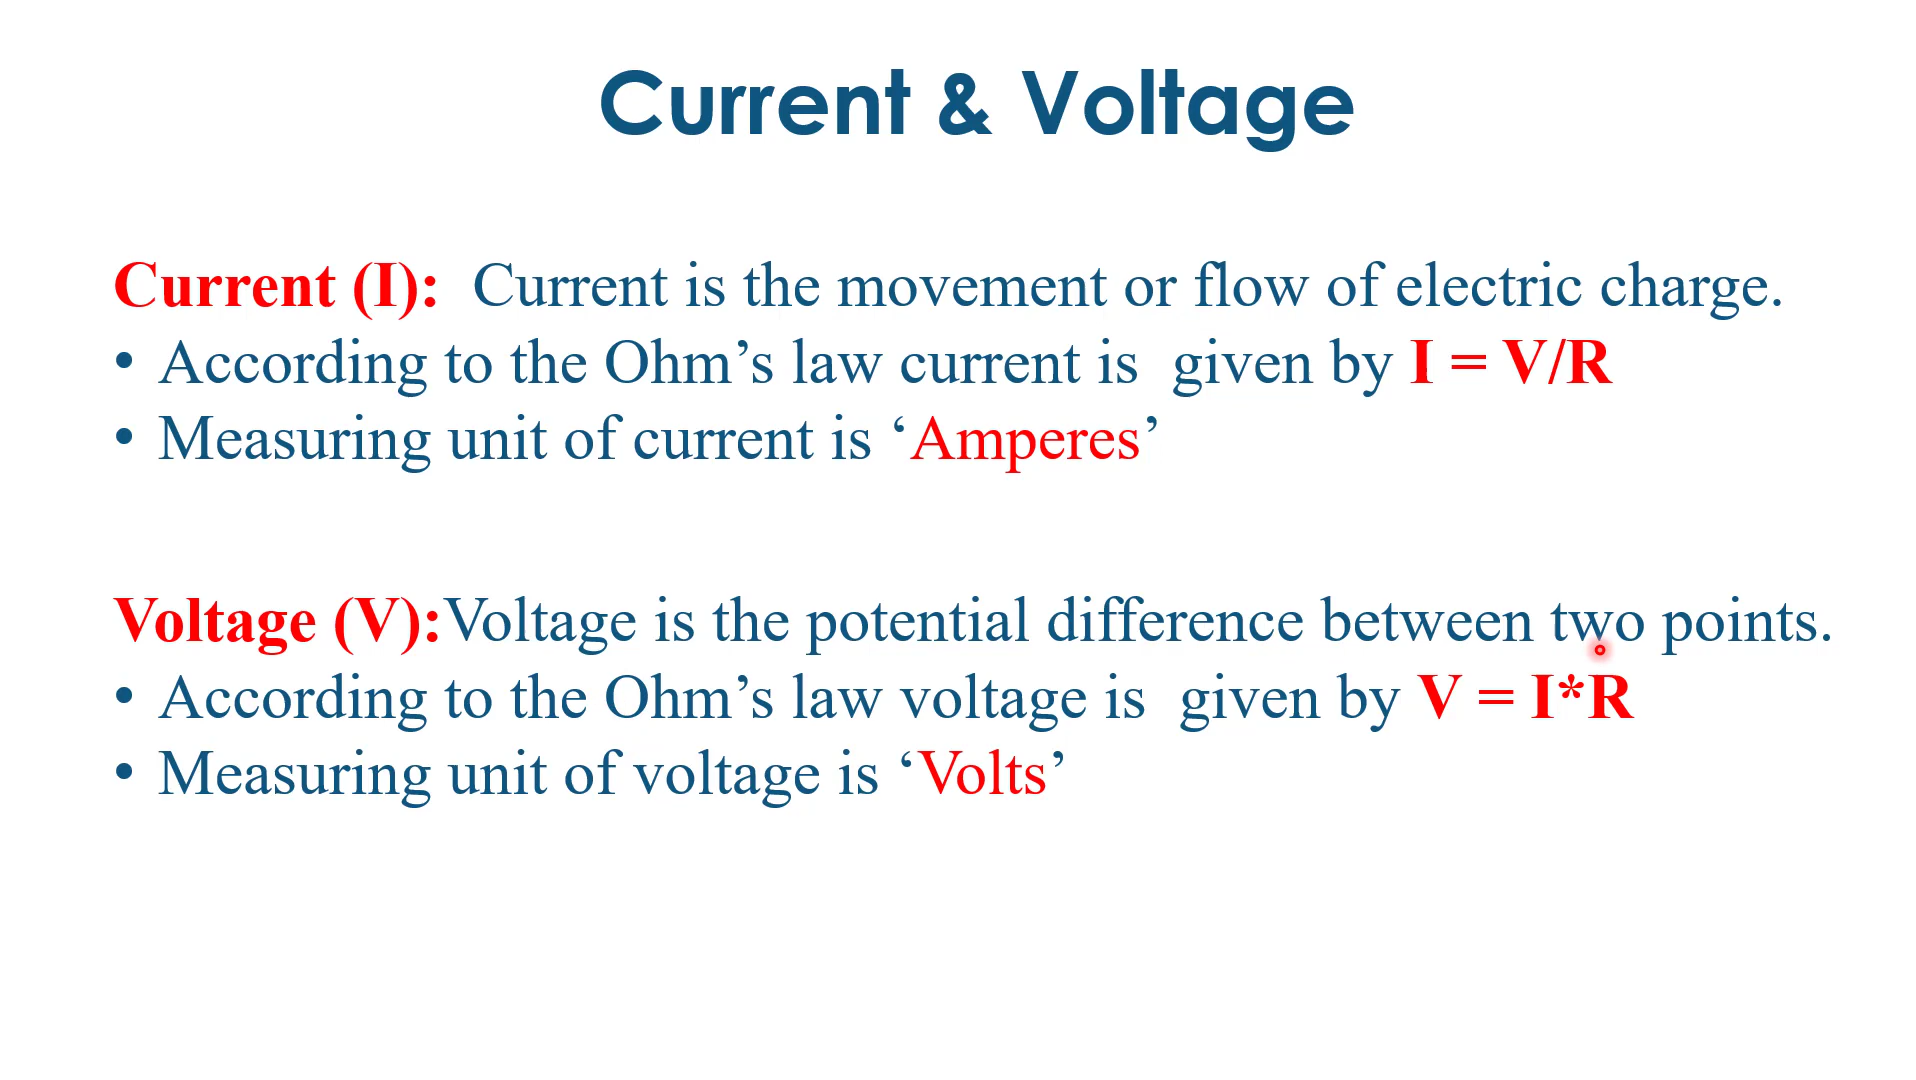 Current & Voltage
Current (I):  Current is the movement or flow of electric charge.
• According to the Ohm’s law current is  given by I = V/R
• Measuring unit of current is ‘Amperes’
Voltage (V):Voltage is the potential difference between two points.
• According to the Ohm’s law voltage is  given by V = I*R
• Measuring unit of voltage is ‘Volts’